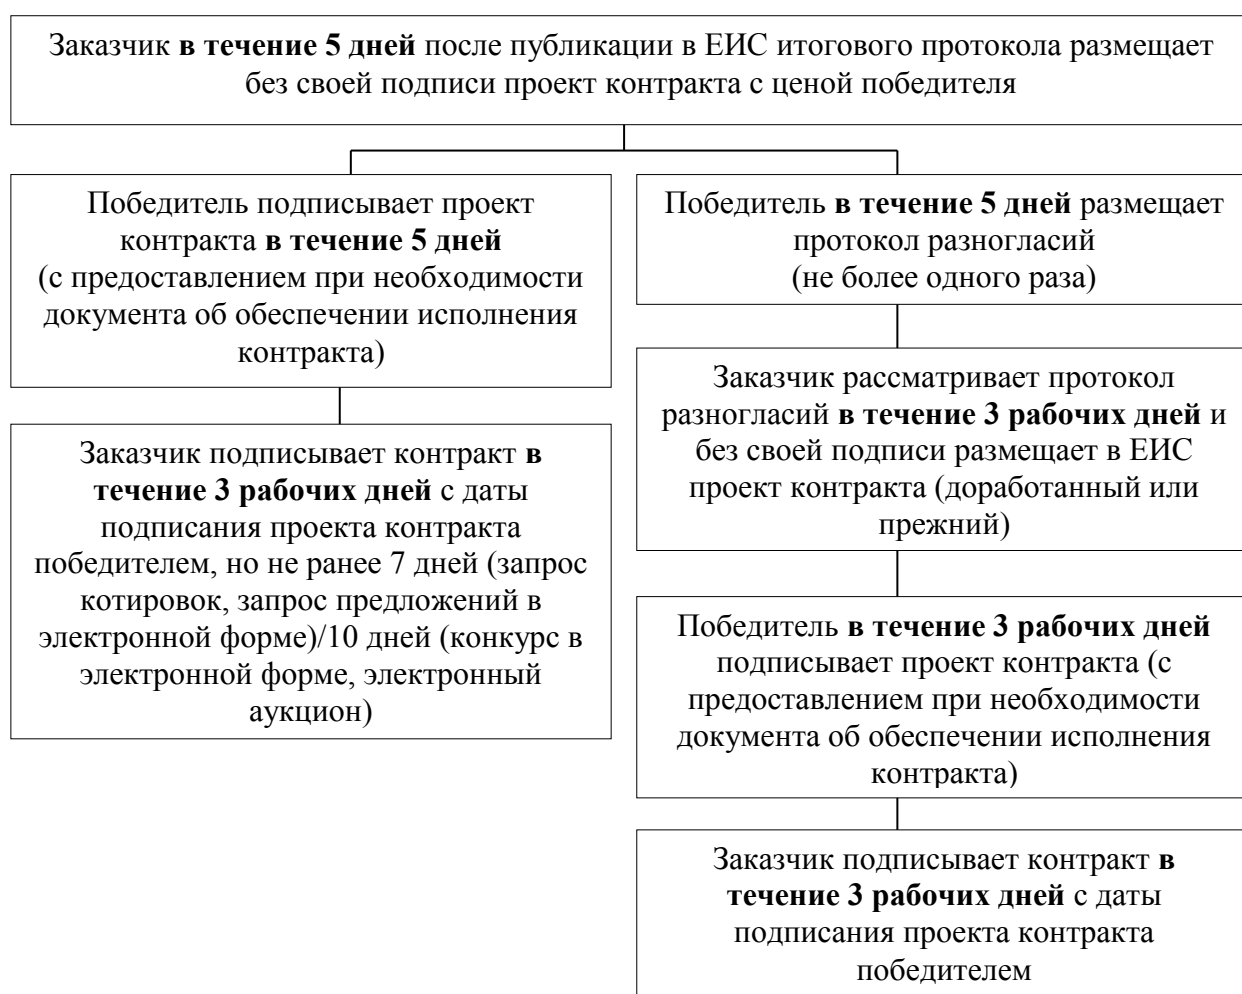 Заказчик в течение 5 дней после публикации в ЕИС итогового протокола размещает
без своей подписи проект контракта с ценой победителя
Победитель подписывает проект
контракта в течение 5 дней
(с предоставлением при необходимости
документа об обеспечении исполнения
контракта)
Заказчик подписывает контракт в
течение 3 рабочих дней с даты
подписания проекта контракта
победителем, но не ранее 7 дней (запрос
котировок, запрос предложений в
электронной форме)/10 дней (конкурс в
электронной форме, электронный
аукцион)
Победитель в течение 5 дней размещает
протокол разногласий
(не более одного раза)
Заказчик рассматривает протокол
разногласий в течение 3 рабочих дней и
без своей подписи размещает в ЕИС
проект контракта (доработанный или
прежний)
Победитель в течение 3 рабочих дней
подписывает проект контракта (с
предоставлением при необходимости
документа об обеспечении исполнения
контракта)
Заказчик подписывает контракт в
течение 3 рабочих дней с даты
подписания проекта контракта
победителем